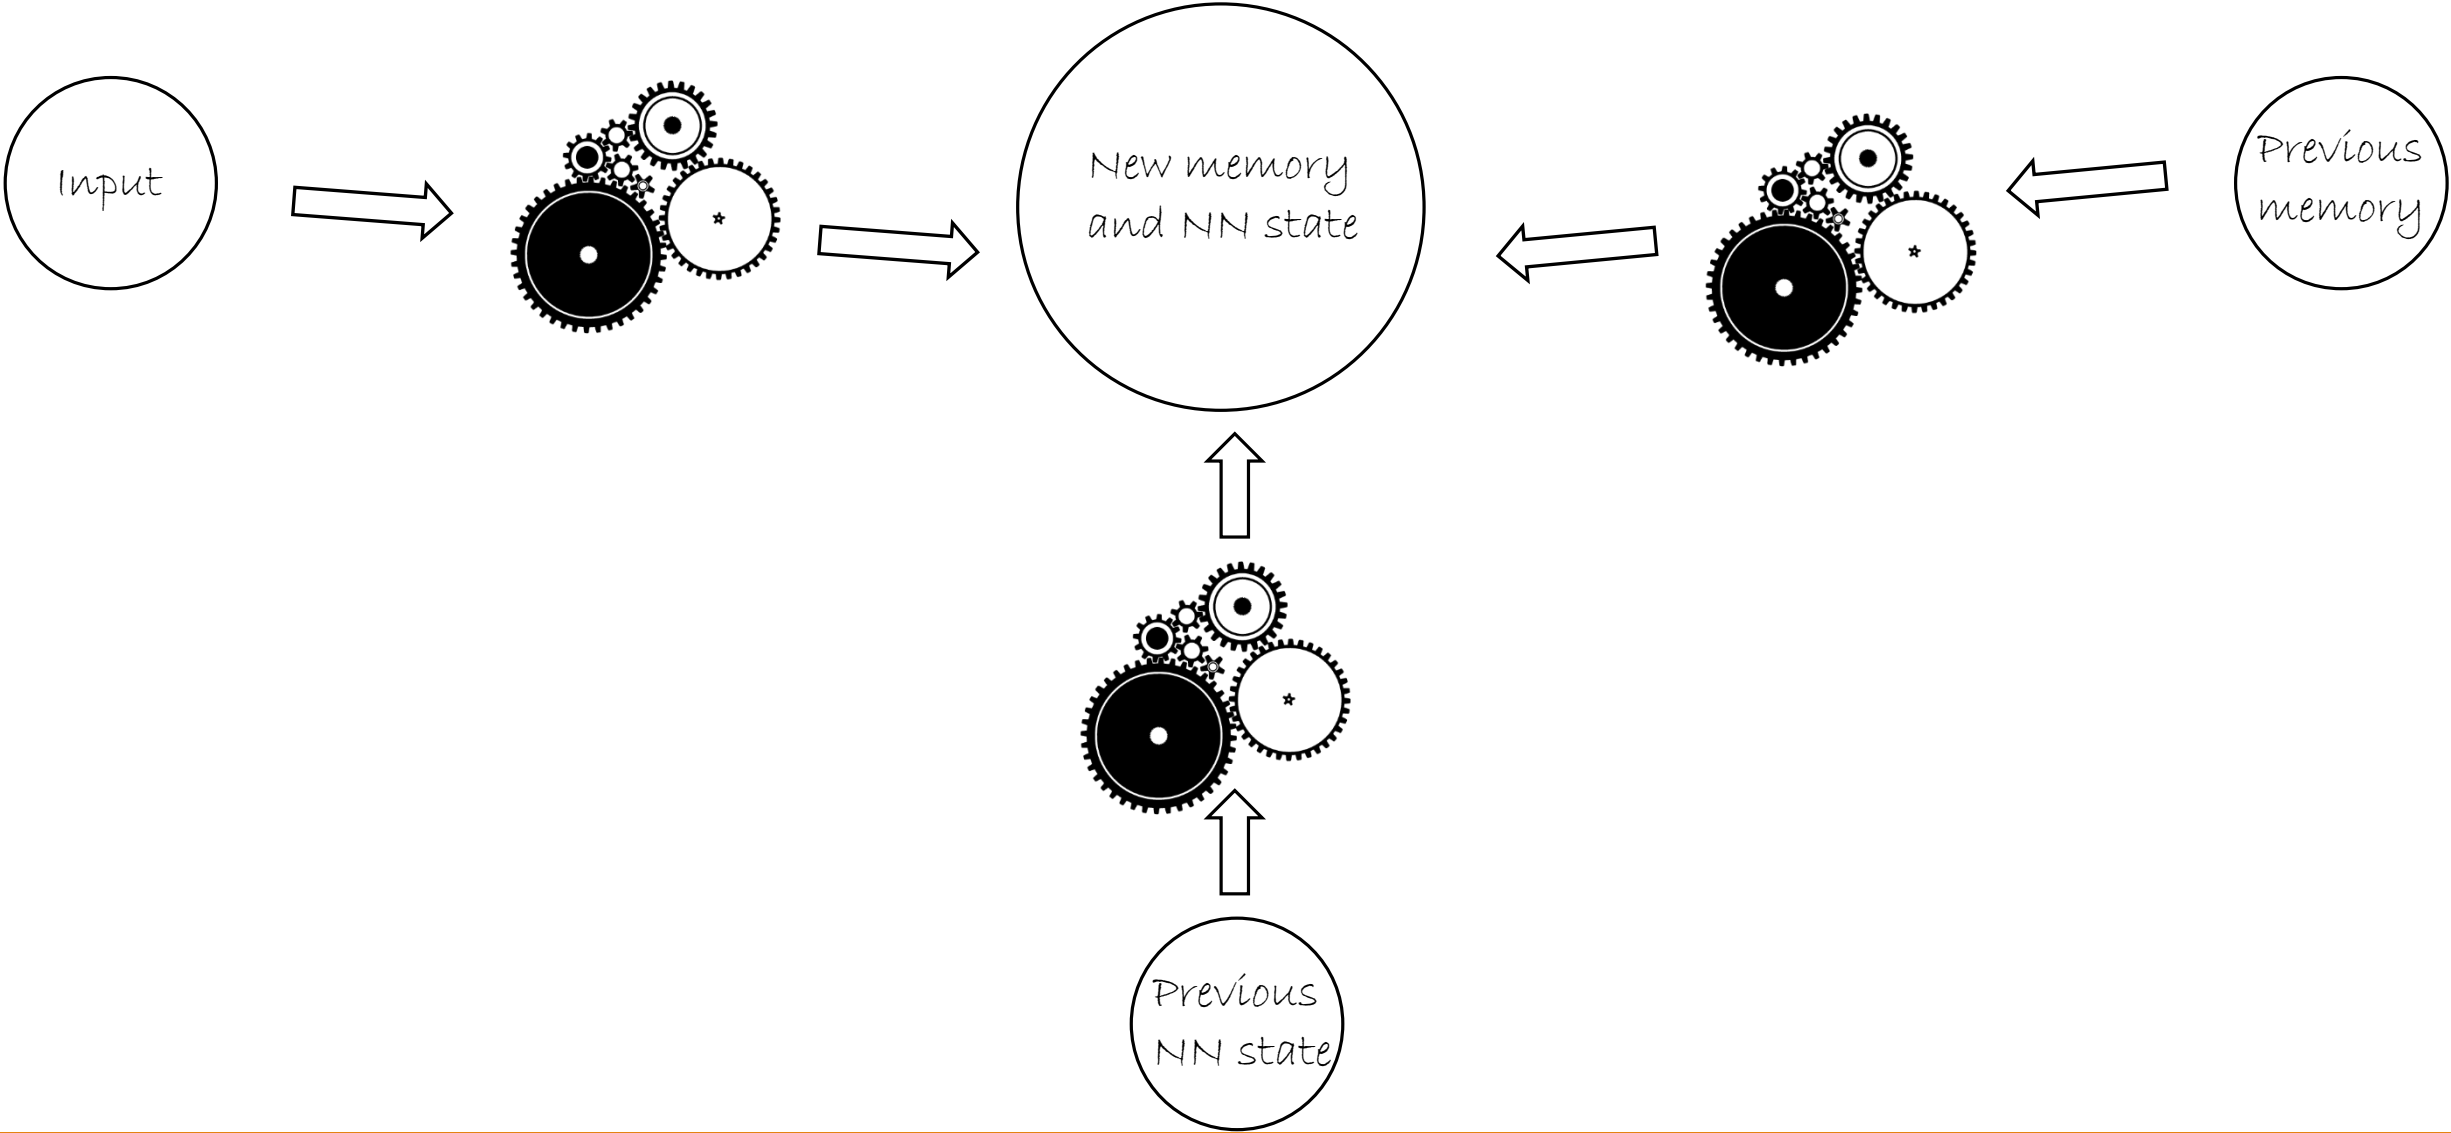 Input
New memory
and NN state
Previous
memory
Previous
NN state